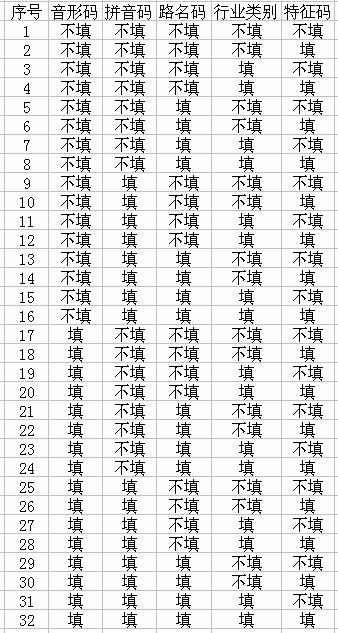 序号 音形码 拼音码 路名码 行业类别 特征码
1 不填 不填 不填 不填 不填
2 不填 不填 不填 不填 填
3 不填 不填 不填 填 不填
4 不填 不填 不填 填 填
5 不填 不填 填 不填 不填
6 不填 不填 填 不填 填
7 不填 不填 填 填 不填
8 不填 不填 填 填 填
9 不填 填 不填 不填 不填
10 不填 填 不填 不填 填
11 不填 填 不填 填 不填
12 不填 填 不填 填 填
13 不填 填 填 不填 不填
14 不填 填 填 不填 填
15 不填 填 填 填 不填
16 不填 填 填 填 填
17 填 不填 不填 不填 不填
18 填 不填 不填 不填 填
19 填 不填 不填 填 不填
20 填 不填 不填 填 填
21 填 不填 填 不填 不填
22 填 不填 填 不填 填
23 填 不填 填 填 不填
24 填 不填 填 填 填
25 填 填 不填 不填 不填
26 填 填 不填 不填 填
27 填 填 不填 填 不填
28 填 填 不填 填 填
29 填 填 填 不填 不填
30 填 填 填 不填 填
31 填 填 填 填 不填
32 填 填 填 填 填